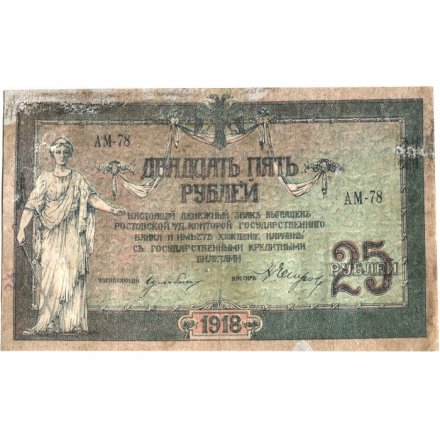 АМ-78
ДВАДЦАТЬ ПЯТЬ
РУБЛЕЙ
АМ-78
НАСТОЯЩІЙ ДЕНЕЖНЫЙ ЗНАК ВЫПУЩЕНЪ
РОСТОВСКОЙ Н/Д. КОНТОРОЙ ГОСУДАРСТВЕННАГО
БАНКА И ИМѢЕТЪ ХОЖДЕНІЕ НАРАВНѢ
СЪ ГОСУДАРСТВЕННЫМИ КРЕДИТНЫМИ
БИЛЕТАМИ
25
РУБЛЕЙ
УПРАВЛЯЮЩІЙ
КАССИРЪ
1918